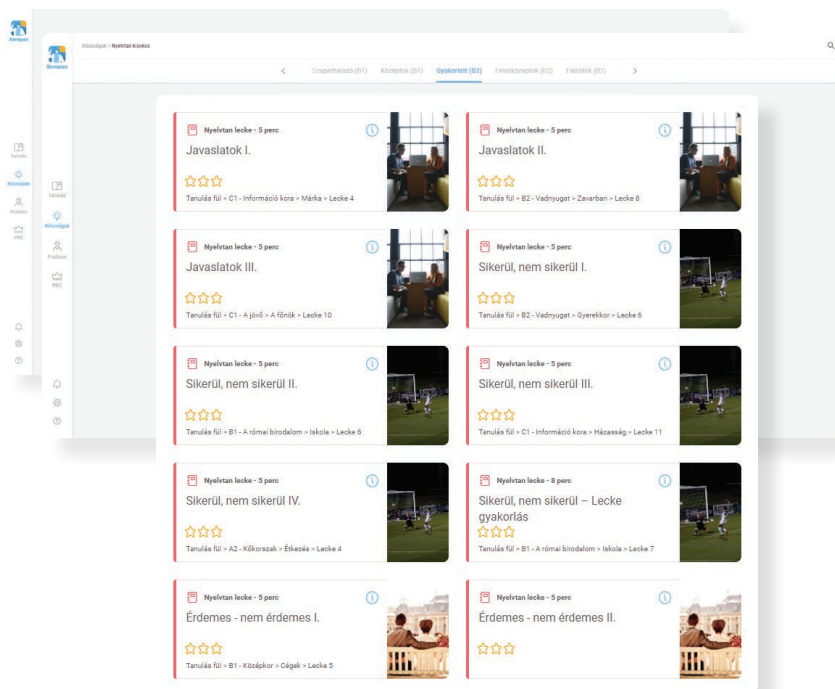 Xeropan
Tanulás
Készségek
Profilom
PRO
Xeropan
Tanulás
Készségek
Profilom
PRO
Készségek > Nyelvtan Kisokos
Szuperhaladó (B1) Középfok (B1) Gyakorlott (B2) Felsőközépfok (B2) Felsőfok (B2)
Nyelvtan lecke - 5 perc
Javaslatok I.
Tanulás fül > C1 - Információ kora > Márka > Lecke 4
Nyelvtan lecke - 5 perc
Javaslatok II.
Tanulás fül > B2 - Vadnyugat > Zavarban > Lecke 8
Nyelvtan lecke - 5 perc
Javaslatok III.
Tanulás fül > C1 - A jövő > A főnök > Lecke 10
Nyelvtan lecke - 5 perc
Sikerül, nem sikerül I.
Tanulás fül > B2 - Vadnyugat > Gyerekkor > Lecke 6
Nyelvtan lecke - 5 perc
Sikerül, nem sikerül II.
Tanulás fül > B1 - A római birodalom > Iskola > Lecke 6
Nyelvtan lecke - 5 perc
Sikerül, nem sikerül III.
Tanulás fül > C1 - Információ kora > Házasság > Lecke 11
Nyelvtan lecke - 5 perc
Sikerül, nem sikerül IV.
Tanulás fül > A2 - Kőkorszak > Étkezés > Lecke 4
Nyelvtan lecke - 8 perc
Sikerül, nem sikerül – Lecke
gyakorlás
Tanulás fül > B1 - A római birodalom > Iskola > Lecke 7
Nyelvtan lecke - 5 perc
Érdemes - nem érdemes I.
Tanulás fül > B1 - Középkor > Cégek > Lecke 5
Nyelvtan lecke - 5 perc
Érdemes - nem érdemes II.